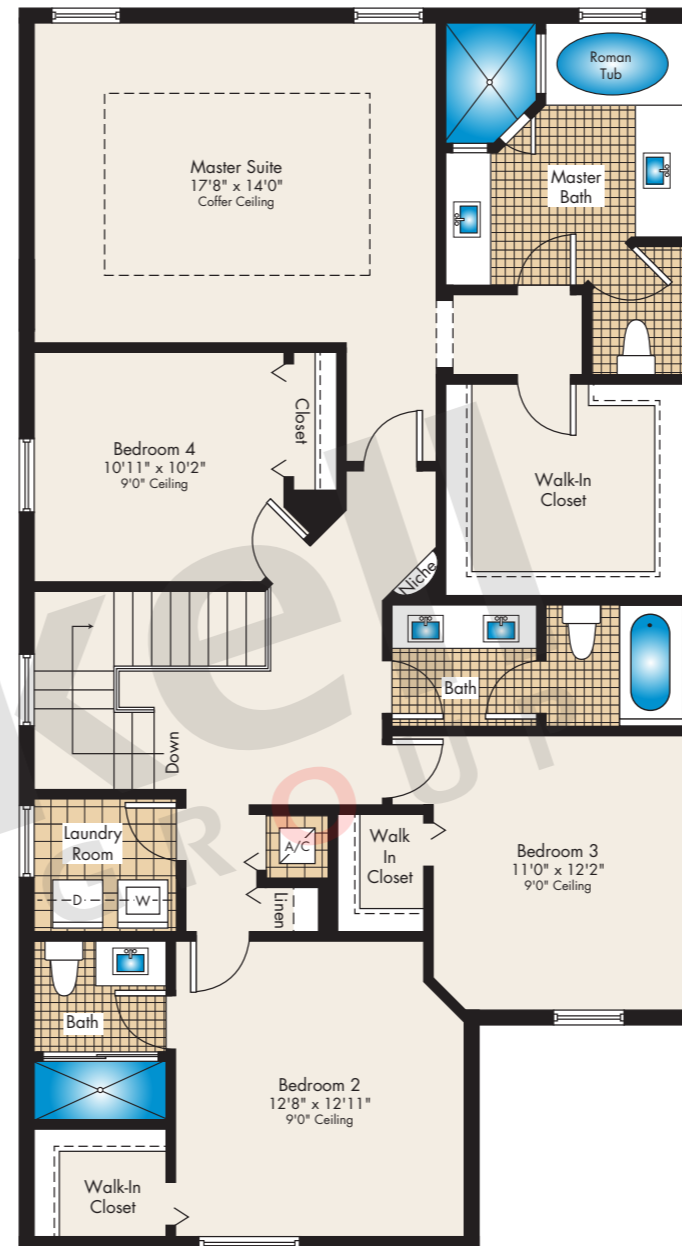 Roman
Tub
Master Suite
17'8" x 14'0"
Coffer Ceiling
Master
Bath
Closet
Bedroom 4
10'11" x 10'2"
9'0" Ceiling
Walk-In
Closet
Niche
Bath
Down
Laundry
Room
D
W
A/C
Linen
Walk
In
Closet
Bedroom 3
11'0" x 12'2"
9'0" Ceiling
Bath
Bedroom 2
12'8" x 12'11"
9'0" Ceiling
Walk-In
Closet
kell
GROUP